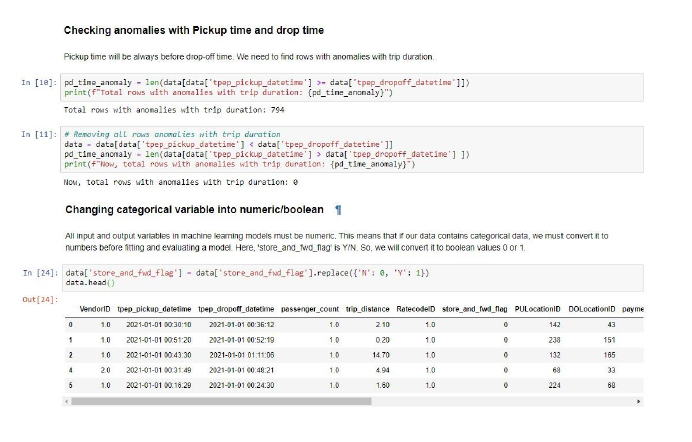 Checking anomalies with Pickup time and drop time
Pickup time will be always before drop-off time. We need to find rows with anomalies with trip duration.
In [10]: pd_time_anomaly = len(data[data['tpep_pickup_datetime'] >= data['tpep_dropoff_datetime']])
print(f"Total rows with anomalies with trip duration: {pd_time_anomaly}")
Total rows with anomalies with trip duration: 794
In [11]: # Removing all rows anomalies with trip duration
data = data[data['tpep_pickup_datetime'] < data['tpep_dropoff_datetime']]
pd_time_anomaly = len(data[data['tpep_pickup_datetime'] > data['tpep_dropoff_datetime'] ])
print(f"Now, total rows with anomalies with trip duration: {pd_time_anomaly}")
Now, total rows with anomalies with trip duration: 0
Changing categorical variable into numeric/boolean ¶
All input and output variables in machine learning models must be numeric. This means that if our data contains categorical data, we must convert it to
numbers before fitting and evaluating a model. Here, 'store_and_fwd_flag' is Y/N. So, we will convert it to boolean values 0 or 1.
In [24]: data['store_and_fwd_flag'] = data['store_and_fwd_flag'].replace({'N': 0, 'Y': 1})
data.head()
Out[24]:
VendorID tpep_pickup_datetime tpep_dropoff_datetime passenger_count trip_distance RatecodeID store_and_fwd_flag PULocationID DOLocationID payme
0 1.0 2021-01-01 00:30:10 2021-01-01 00:36:12 1.0 2.10 1.0 0 142 43
1 1.0 2021-01-01 00:51:20 2021-01-01 00:52:19 1.0 0.20 1.0 0 238 151
2 1.0 2021-01-01 00:43:30 2021-01-01 01:11:06 1.0 14.70 1.0 0 132 165
4 2.0 2021-01-01 00:31:49 2021-01-01 00:48:21 1.0 4.94 1.0 0 68 33
5 1.0 2021-01-01 00:16:29 2021-01-01 00:24:30 1.0 1.60 1.0 0 224 68